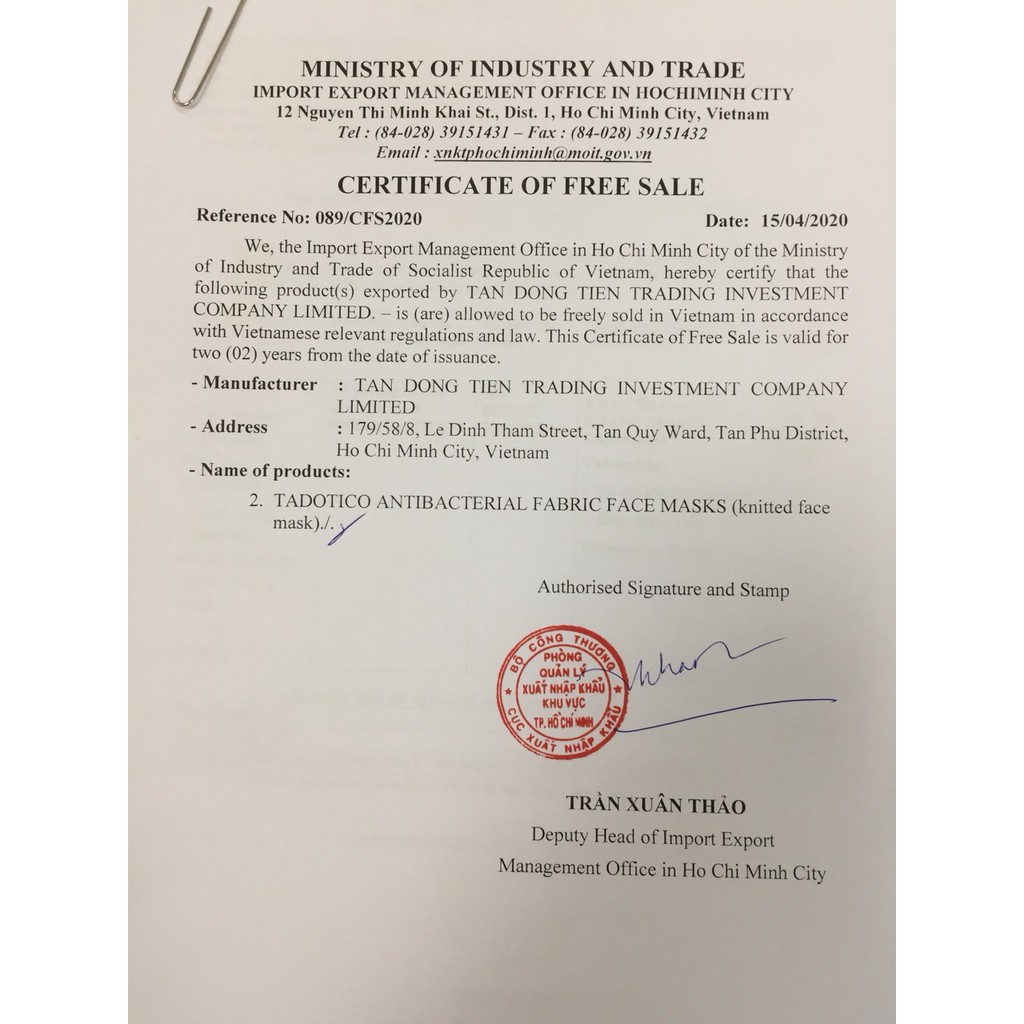 MINISTRY OF INDUSTRY AND TRADE
IMPORT EXPORT MANAGEMENT OFFICE IN HOCHIMINH CITY
12 Nguyen Thi Minh Khai St., Dist. 1, Ho Chi Minh City, Vietnam
Tel : (84-028) 39151431 – Fax : (84-028) 39151432
Email : xnktphochiminh@moit.gov.vn
CERTIFICATE OF FREE SALE
Reference No: 089/CFS2020 Date: 15/04/2020
We, the Import Export Management Office in Ho Chi Minh City of the Ministry
of Industry and Trade of Socialist Republic of Vietnam, hereby certify that the
following product(s) exported by TAN DONG TIEN TRADING INVESTMENT
COMPANY LIMITED. – is (are) allowed to be freely sold in Vietnam in accordance
with Vietnamese relevant regulations and law. This Certificate of Free Sale is valid for
two (02) years from the date of issuance.
- Manufacturer : TAN DONG TIEN TRADING INVESTMENT COMPANY
LIMITED
- Address : 179/58/8, Le Dinh Tham Street, Tan Quy Ward, Tan Phu District,
Ho Chi Minh City, Vietnam
- Name of products:
2. TADOTICO ANTIBACTERIAL FABRIC FACE MASKS (knitted face
mask)./.
Authorised Signature and Stamp
BỘ CÔNG THƯƠNG
PHÒNG
QUẢN LÝ
XUẤT NHẬP KHẨU
KHU VỰC
TP. HỒ CHÍ MINH
CỤC XUẤT NHẬP KHẨU
TRẦN XUÂN THẢO
Deputy Head of Import Export
Management Office in Ho Chi Minh City